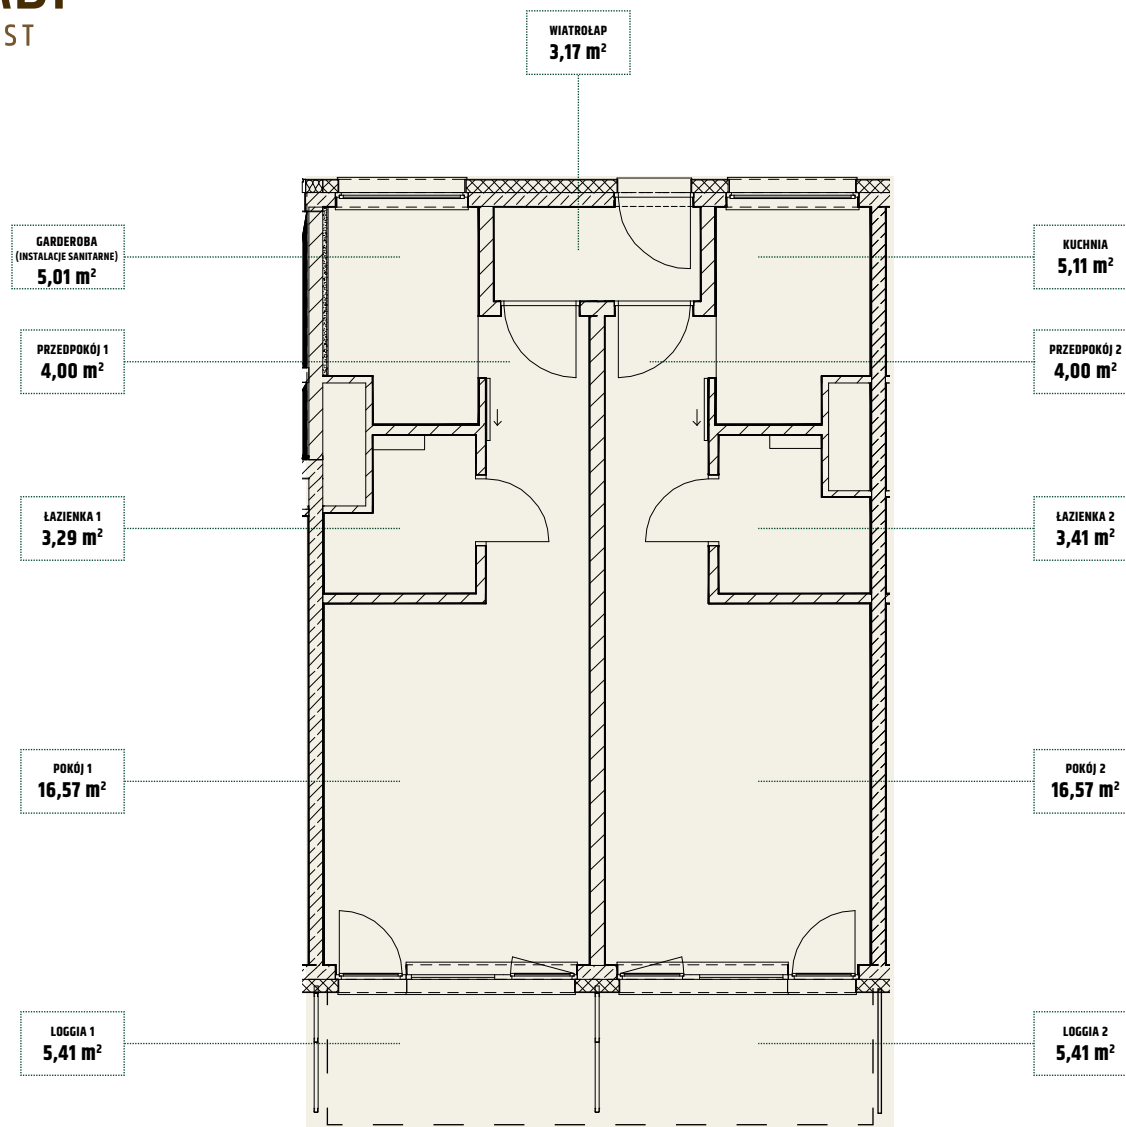 ST
WIATROŁAP
3,17 m²
GARDEROBA
(INSTALACJE SANITARNE)
5,01 m²
KUCHNIA
5,11 m²
PRZEDPOKÓJ 1
4,00 m²
PRZEDPOKÓJ 2
4,00 m²
ŁAZIENKA 1
3,29 m²
ŁAZIENKA 2
3,41 m²
POKÓJ 1
16,57 m²
POKÓJ 2
16,57 m²
LOGGIA 1
5,41 m²
LOGGIA 2
5,41 m²